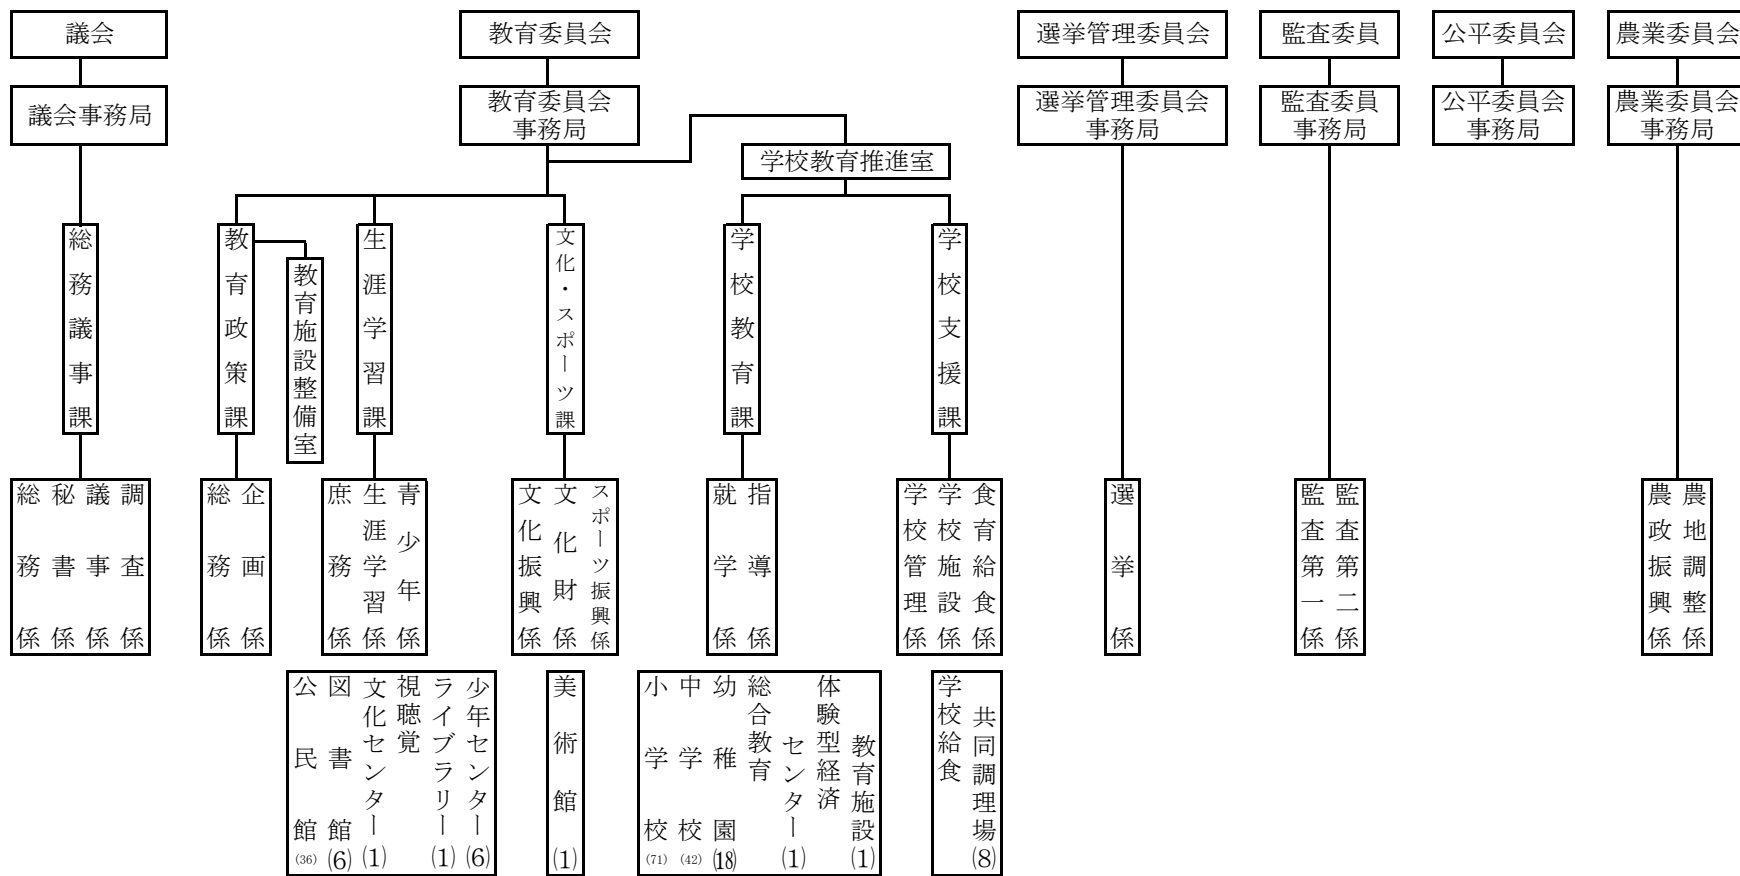 議会
教育委員会
選挙管理委員会
監査委員
公平委員会
農業委員会
議会事務局
教育委員会
事務局
選挙管理委員会
事務局
監査委員
事務局
公平委員会
事務局
農業委員会
事務局
学校教育推進室
総務議事課
教育政策課
教育施設整備室
生涯学習課
文化・スポーツ課
学校教育課
学校支援課
総務係
秘書係
議事係
調査係
総務係
企画係
庶務係
生涯学習係
青少年係
文化振興係
文化財係
スポーツ振興係
就学係
指導係
学校管理係
学校施設係
食育給食係
選挙係
監査第一係
監査第二係
農政振興係
農地調整係
公民館(36)
図書館(6)
文化センター(1)
視聴覚
ライブラリー(1)
少年センター(6)
美術館(1)
小学校(71)
中学校(42)
幼稚園(18)
総合教育
センター(1)
体験型経済
教育施設(1)
学校給食
共同調理場(8)